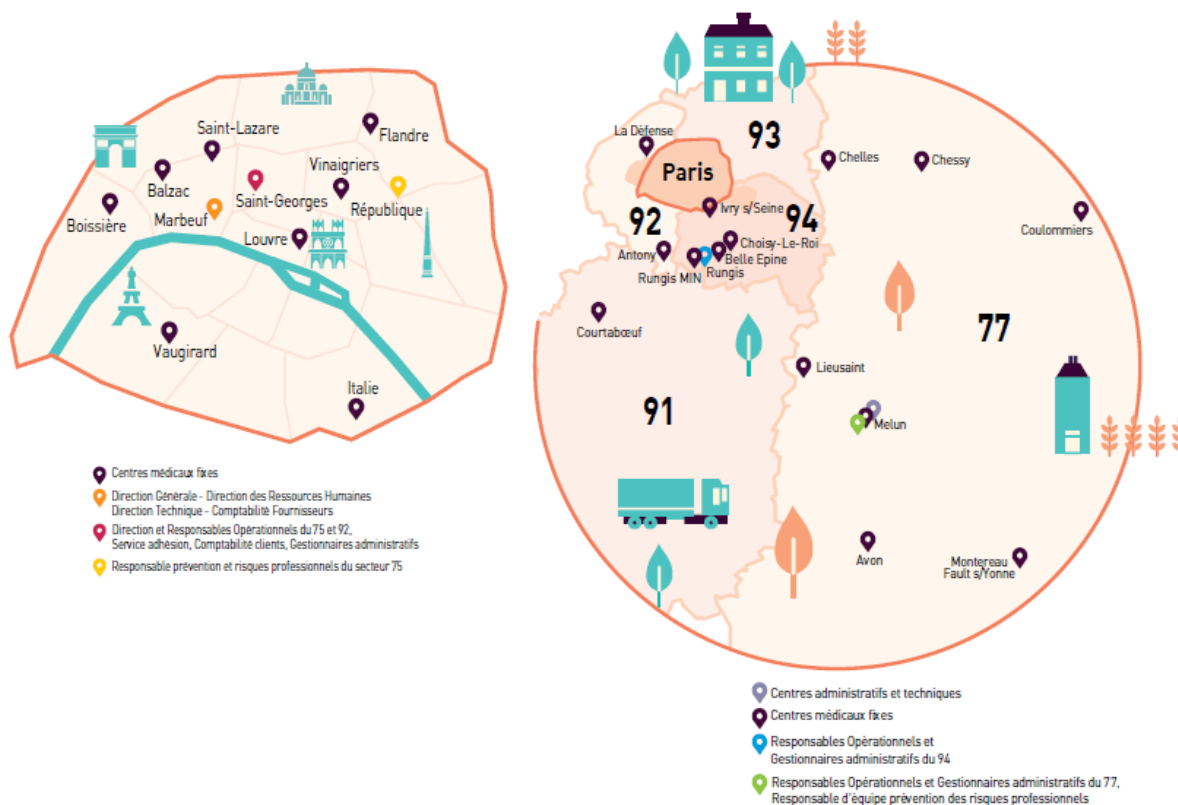 Saint-Lazare
Flandre
Vinaigriers
Balzac
Saint-Georges
République
Boissière
Marbeuf
Louvre
Vaugirard
Italie
Centres médicaux fixes
Direction Générale - Direction des Ressources Humaines
Direction Technique - Comptabilité Fournisseurs
Direction et Responsables Opérationnels du 75 et 92,
Service adhésion, Comptabilité clients, Gestionnaires administratifs
Responsable prévention et risques professionnels du secteur 75
La Défense
93
Chelles
Chessy
Paris
Ivry s/Seine
92
94
Coulommiers
Choisy-Le-Roi
Antony
Belle Epine
Rungis MIN
Rungis
Courtabœuf
77
Lieusaint
91
Melun
Avon
Montereau
Fault s/Yonne
Centres administratifs et techniques
Centres médicaux fixes
Responsables Opérationnels et
Gestionnaires administratifs du 94
Responsables Opérationnels et Gestionnaires administratifs du 77,
Responsable d'équipe prévention des risques professionnels